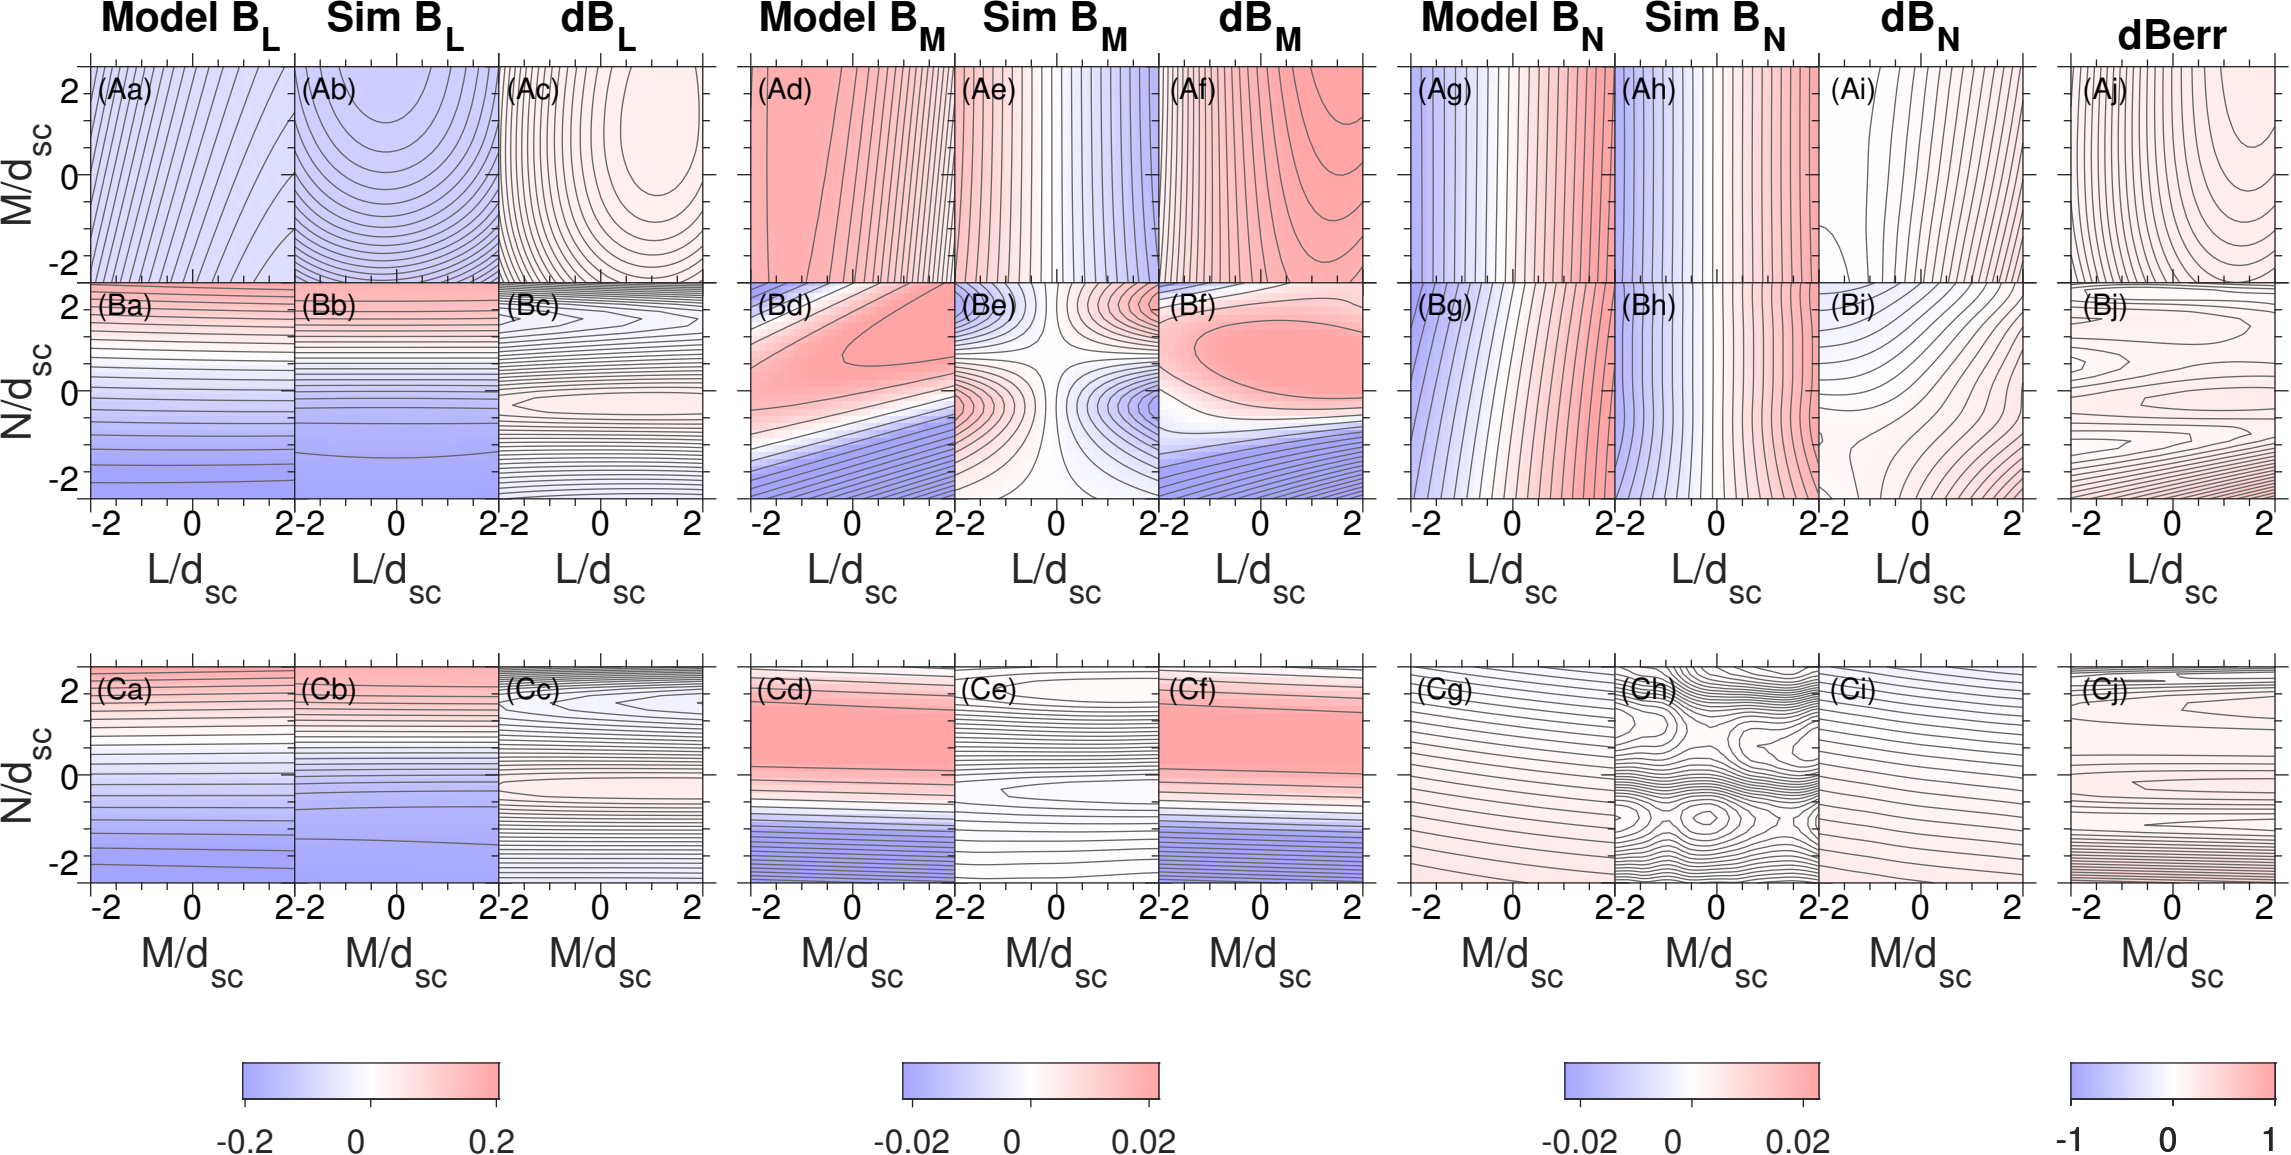 Model B_L Sim B_L dB_L Model B_M Sim B_M dB_M Model B_N Sim B_N dB_N dBerr
(Aa) (Ab) (Ac) (Ad) (Ae) (Af) (Ag) (Ah) (Ai) (Aj)
2
0
-2
M/d_sc
(Ba) (Bb) (Bc) (Bd) (Be) (Bf) (Bg) (Bh) (Bi) (Bj)
2
0
-2
N/d_sc
-2 0 2 -2 0 2 -2 0 2 -2 0 2 -2 0 2 -2 0 2 -2 0 2 -2 0 2 -2 0 2 -2 0 2
L/d_sc L/d_sc L/d_sc L/d_sc L/d_sc L/d_sc L/d_sc L/d_sc L/d_sc L/d_sc
(Ca) (Cb) (Cc) (Cd) (Ce) (Cf) (Cg) (Ch) (Ci) (Cj)
2
0
-2
N/d_sc
-2 0 2 -2 0 2 -2 0 2 -2 0 2 -2 0 2 -2 0 2 -2 0 2 -2 0 2 -2 0 2 -2 0 2
M/d_sc M/d_sc M/d_sc M/d_sc M/d_sc M/d_sc M/d_sc M/d_sc M/d_sc M/d_sc
-0.2 0 0.2 -0.02 0 0.02 -0.02 0 0.02 -1 0 1